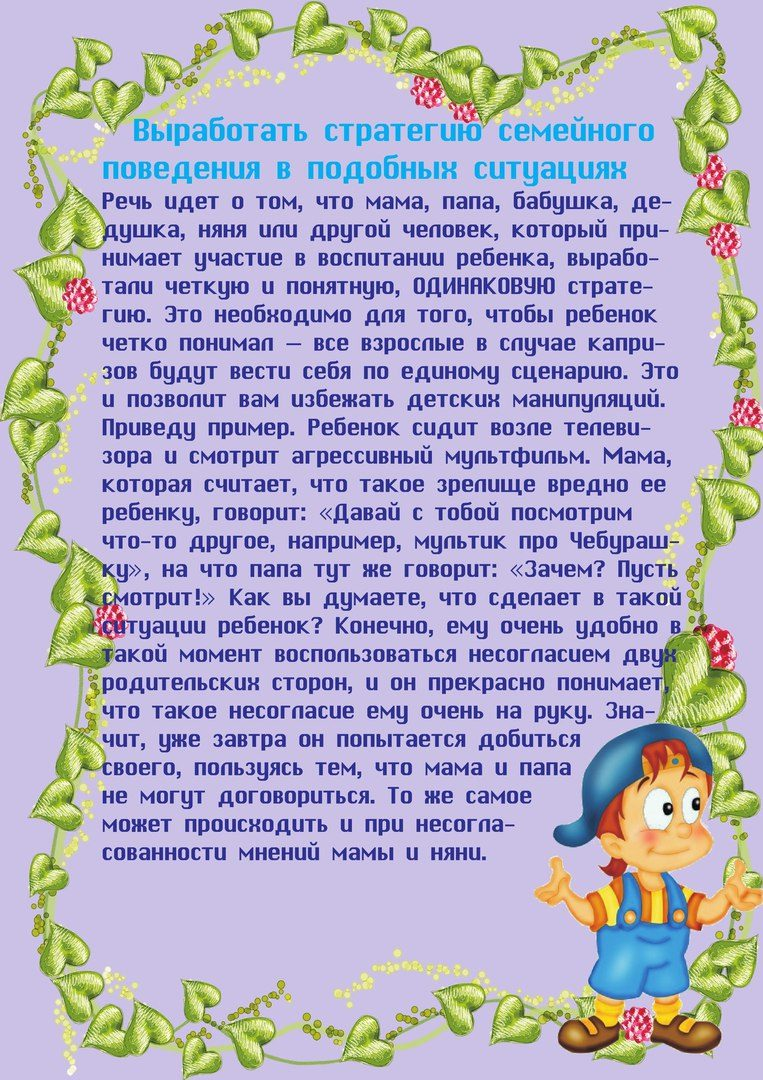 Выработать стратегию семейного
поведения в подобных ситуациях
Речь идет о том, что мама, папа, бабушка, де-
душка, няня или другой человек, который при-
нимает участие в воспитании ребенка, вырабо-
тали четкую и понятную, ОДИНАКОВУЮ страте-
гию. Это необходимо для того, чтобы ребенок
четко понимал — все взрослые в случае капри-
зов будут вести себя по единому сценарию. Это
и позволит вам избежать детских манипуляций.
Приведу пример. Ребенок сидит возле телеви-
зора и смотрит агрессивный мультфильм. Мама,
которая считает, что такое зрелище вредно ее
ребенку, говорит: «Давай с тобой посмотрим
что-то другое, например, мультик про Чебураш-
ку», на что папа тут же говорит: «Зачем? Пусть
смотрит!» Как вы думаете, что сделает в такой
ситуации ребенок? Конечно, ему очень удобно в
такой момент воспользоваться несогласием двух
родительских сторон, и он прекрасно понимает,
что такое несогласие ему очень на руку. Зна-
чит, уже завтра он попытается добиться
своего, пользуясь тем, что мама и папа
не могут договориться. То же самое
может происходить и при несогла-
сованности мнений мамы и няни.